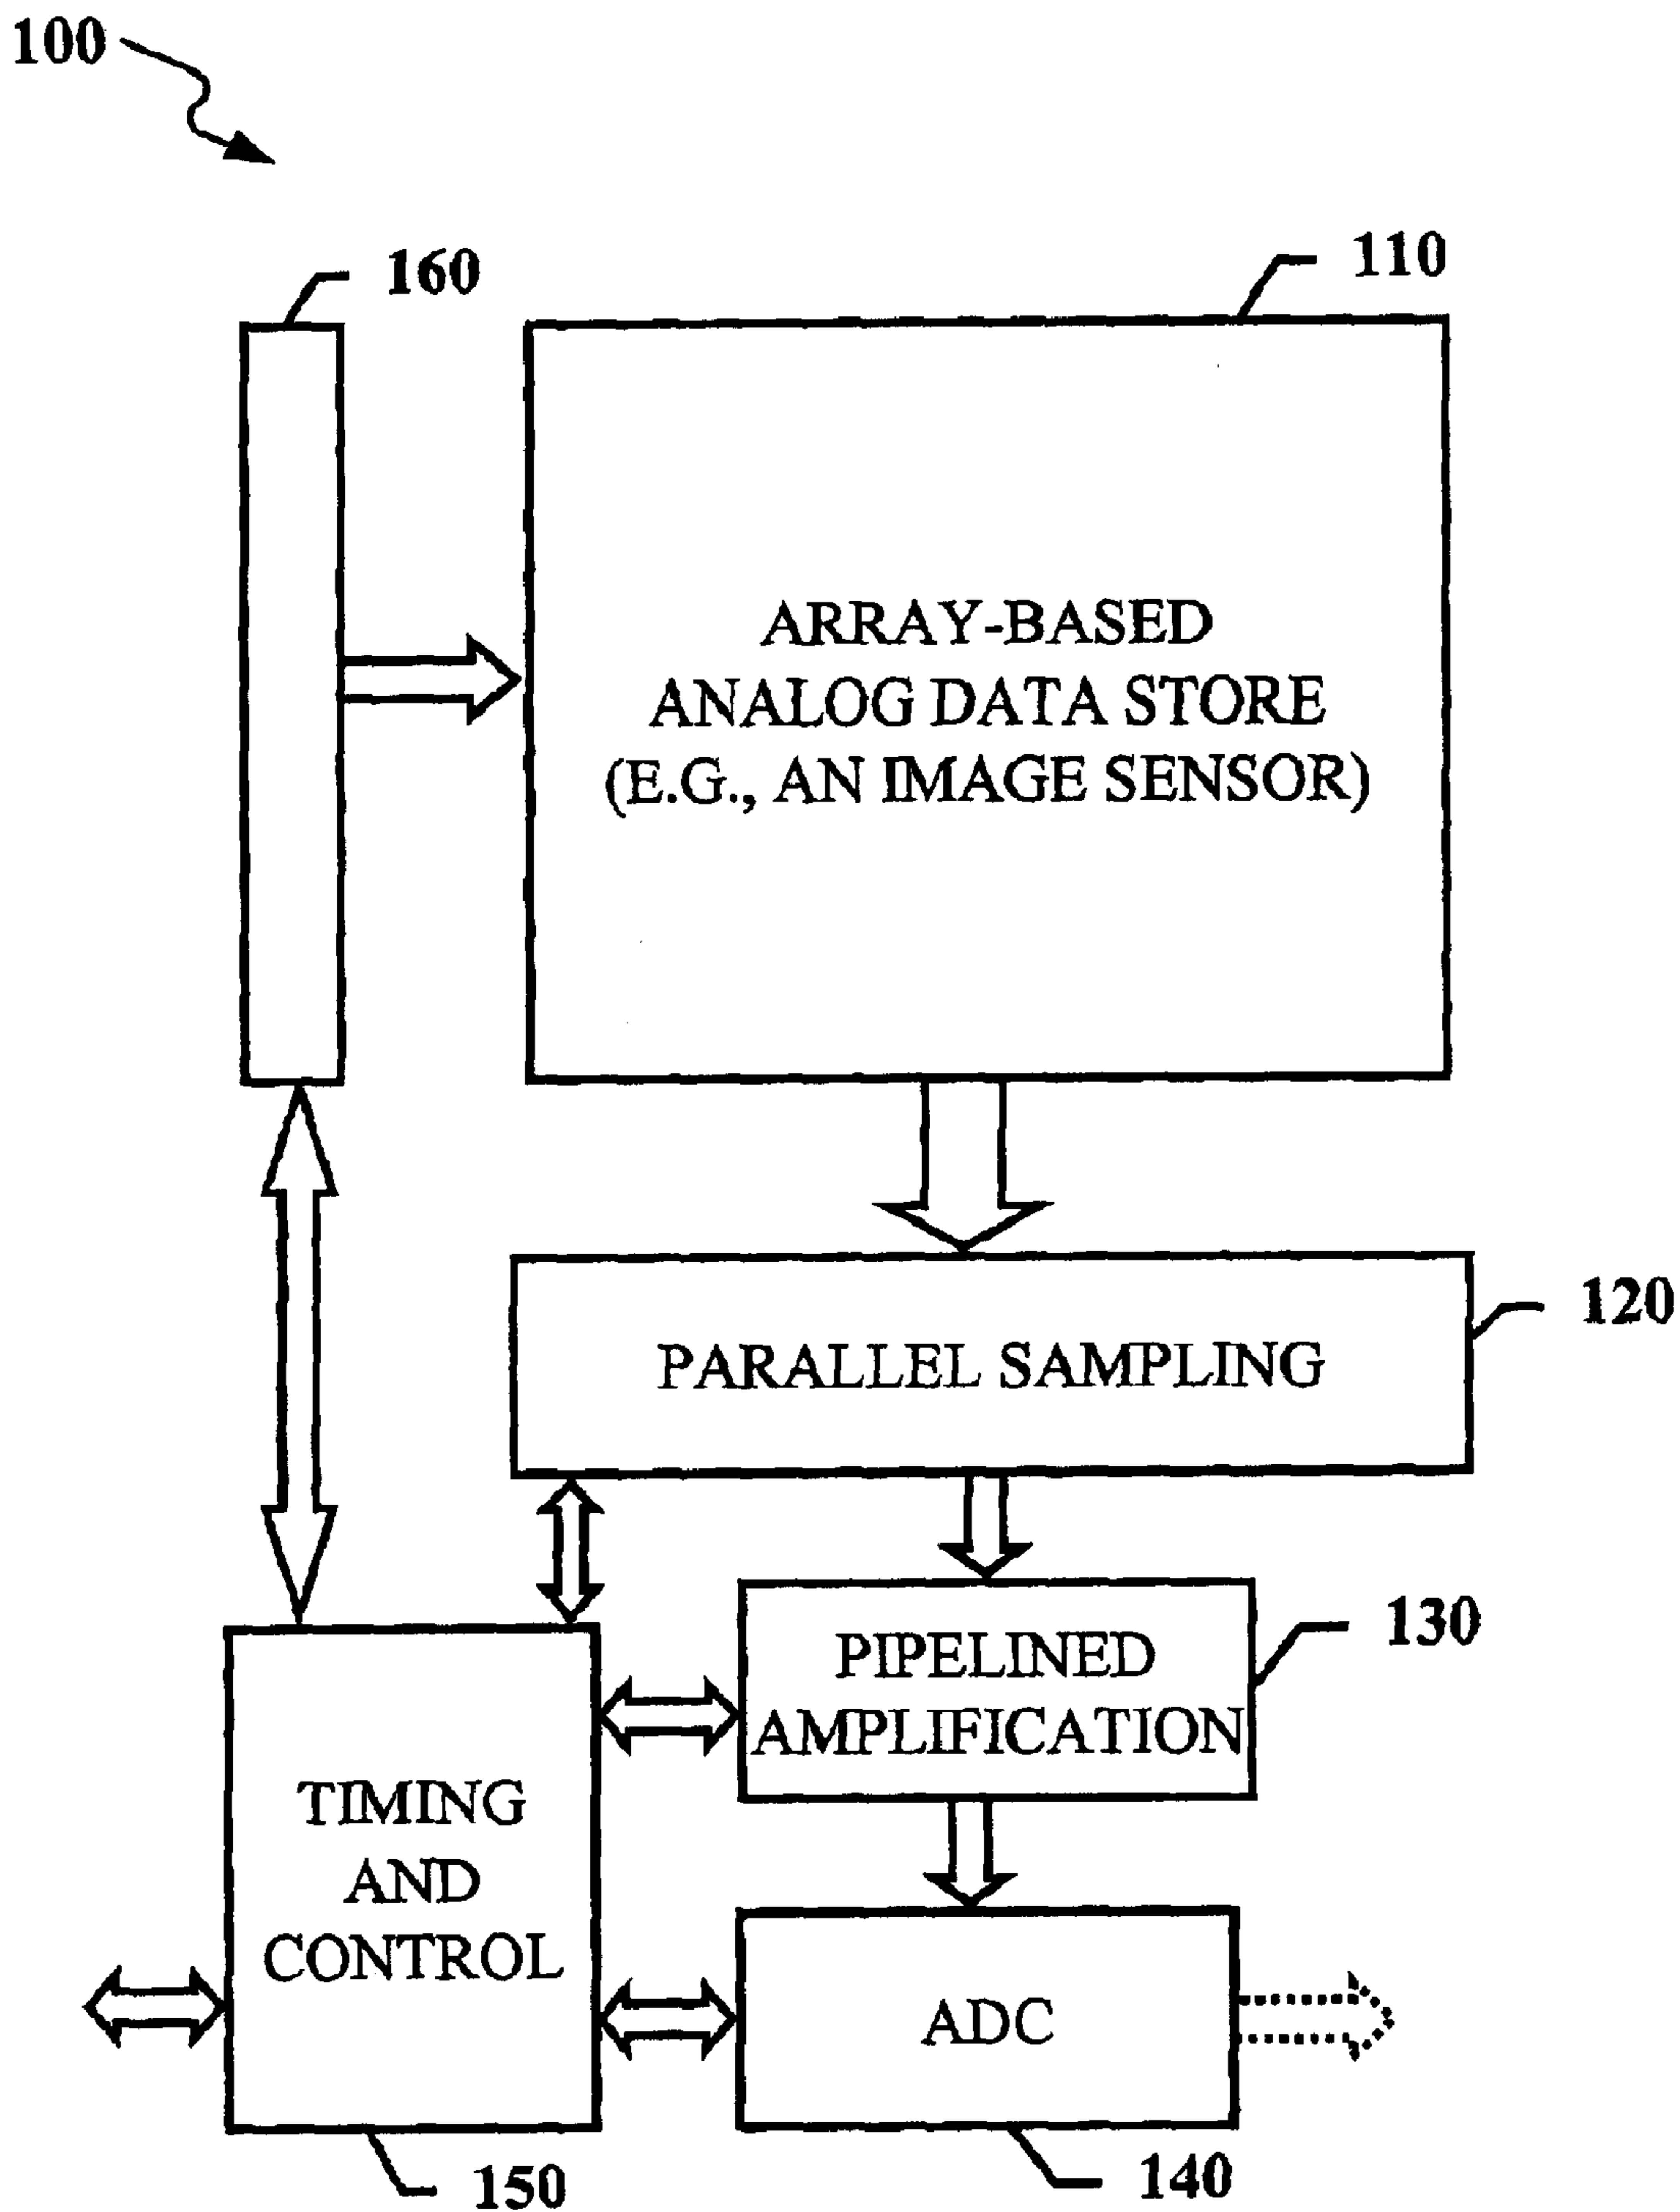 100
160
110
ARRAY-BASED
ANALOG DATA STORE
(E.G., AN IMAGE SENSOR)
120
PARALLEL SAMPLING
130
PIPELINED
AMPLIFICATION
TIMING
AND
CONTROL
ADC
150
140